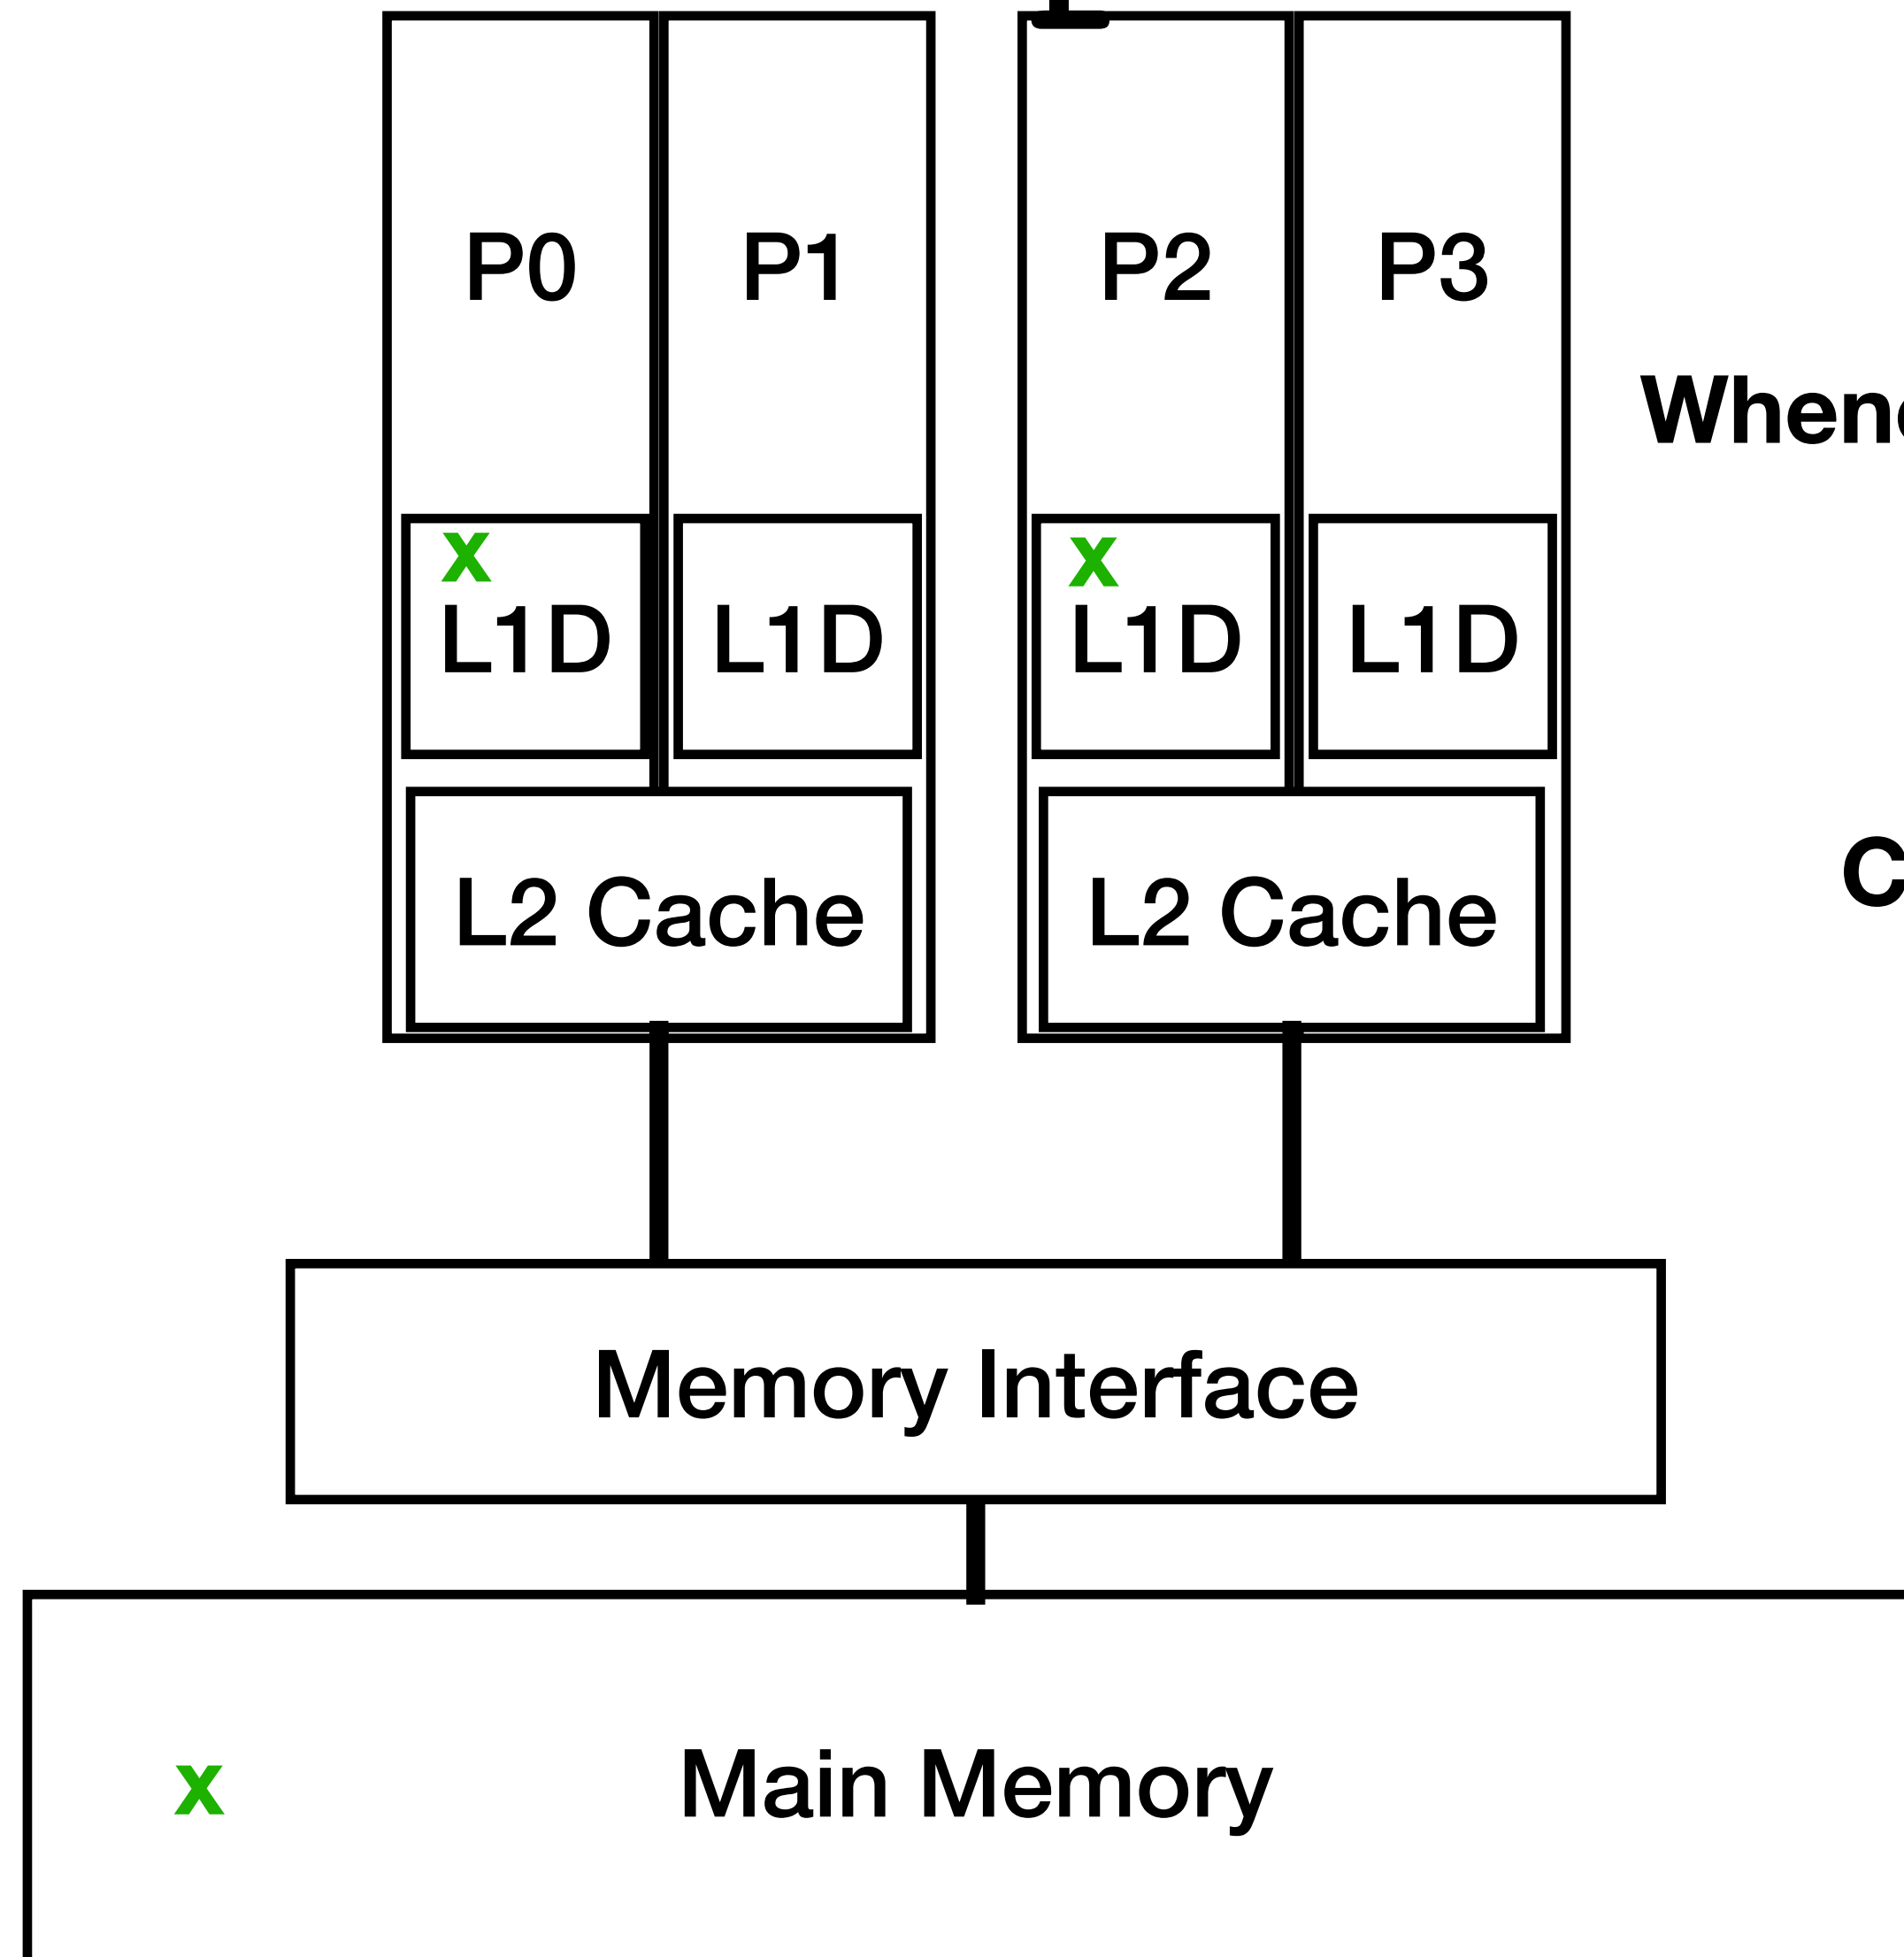 P0 P1 P2 P3
x x
L1D L1D L1D L1D
L2 Cache L2 Cache
Memory Interface
x Main Memory